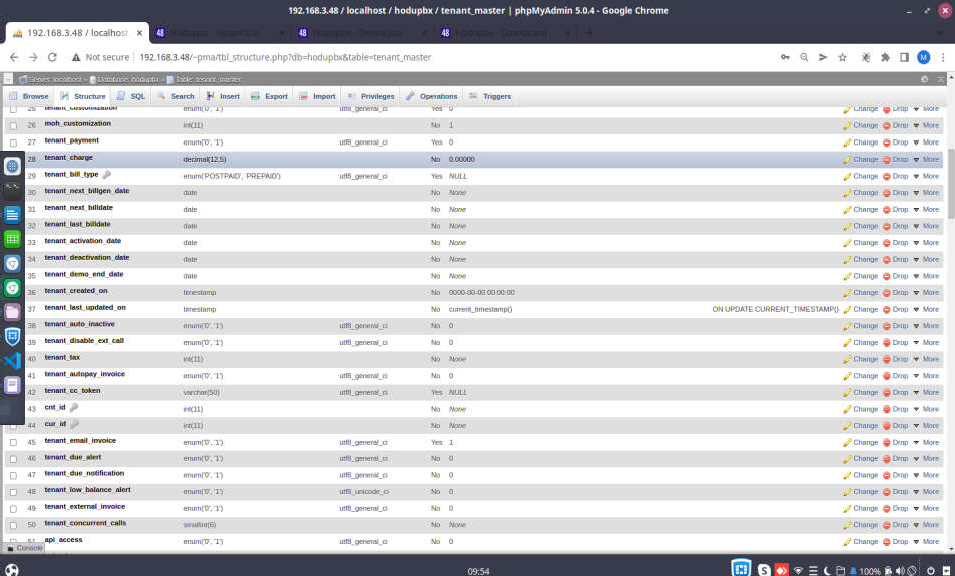 192.168.3.48 / localhost / hodupbx / tenant_master | phpMyAdmin 5.0.4 - Google Chrome
192.168.3.48 / localhost
Hodupbx - Tenant List
Hodupbx - Dashboard
Not secure 192.168.3.48/~pma/tbl_structure.php?db=hodupbx&table=tenant_master
M
Server: localhost » Database: hodupbx » Table: tenant_master
Browse Structure SQL Search Insert Export Import Privileges Operations Triggers
25 tenant_customization enum('0', '1') utf8_general_ci Yes 0 Change Drop More
26 moh_customization int(11) No 1 Change Drop More
27 tenant_payment enum('0', '1') utf8_general_ci Yes 0 Change Drop More
28 tenant_charge decimal(12,5) No 0.00000 Change Drop More
29 tenant_bill_type enum('POSTPAID', 'PREPAID') utf8_general_ci Yes NULL Change Drop More
30 tenant_next_billgen_date date No None Change Drop More
31 tenant_next_billdate date No None Change Drop More
32 tenant_last_billdate date No None Change Drop More
33 tenant_activation_date date No None Change Drop More
34 tenant_deactivation_date date No None Change Drop More
35 tenant_demo_end_date date No None Change Drop More
36 tenant_created_on timestamp No 0000-00-00 00:00:00 Change Drop More
37 tenant_last_updated_on timestamp No current_timestamp() ON UPDATE CURRENT_TIMESTAMP() Change Drop More
38 tenant_auto_inactive enum('0', '1') utf8_general_ci No 0 Change Drop More
39 tenant_disable_ext_call enum('0', '1') utf8_general_ci No 0 Change Drop More
40 tenant_tax int(11) No None Change Drop More
41 tenant_autopay_invoice enum('0', '1') utf8_general_ci No 0 Change Drop More
42 tenant_cc_token varchar(50) utf8_general_ci Yes NULL Change Drop More
43 cnt_id int(11) No None Change Drop More
44 cur_id int(11) No None Change Drop More
45 tenant_email_invoice enum('0', '1') utf8_general_ci Yes 1 Change Drop More
46 tenant_due_alert enum('0', '1') utf8_general_ci No 0 Change Drop More
47 tenant_due_notification enum('0', '1') utf8_general_ci No 0 Change Drop More
48 tenant_low_balance_alert enum('0', '1') utf8_unicode_ci No 0 Change Drop More
49 tenant_external_invoice enum('0', '1') utf8_general_ci No 0 Change Drop More
50 tenant_concurrent_calls smallint(6) No None Change Drop More
51 api_access enum('0', '1') utf8_general_ci No 0 Change Drop More
Console
09:54
100%